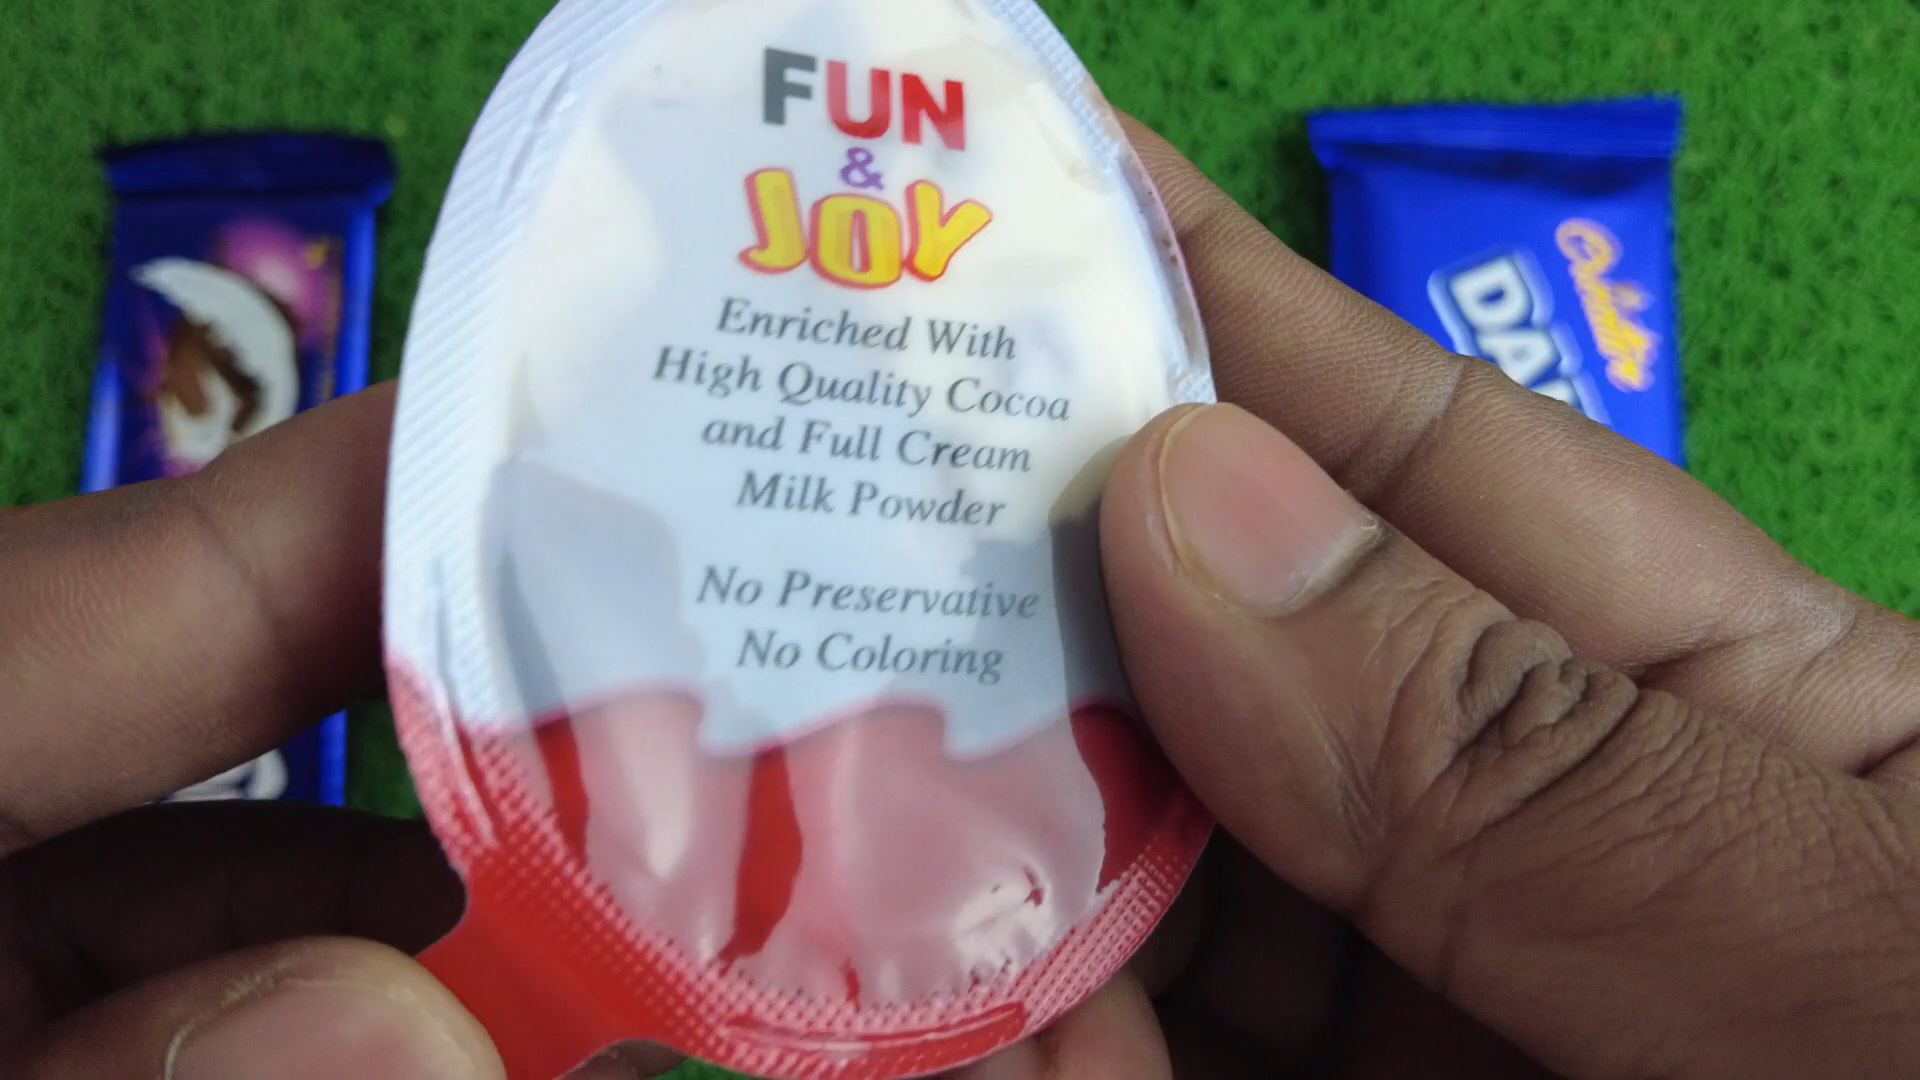 FUN
&
JOY
Enriched With
High Quality Cocoa
and Full Cream
Milk Powder
No Preservative
No Coloring
Cadbury